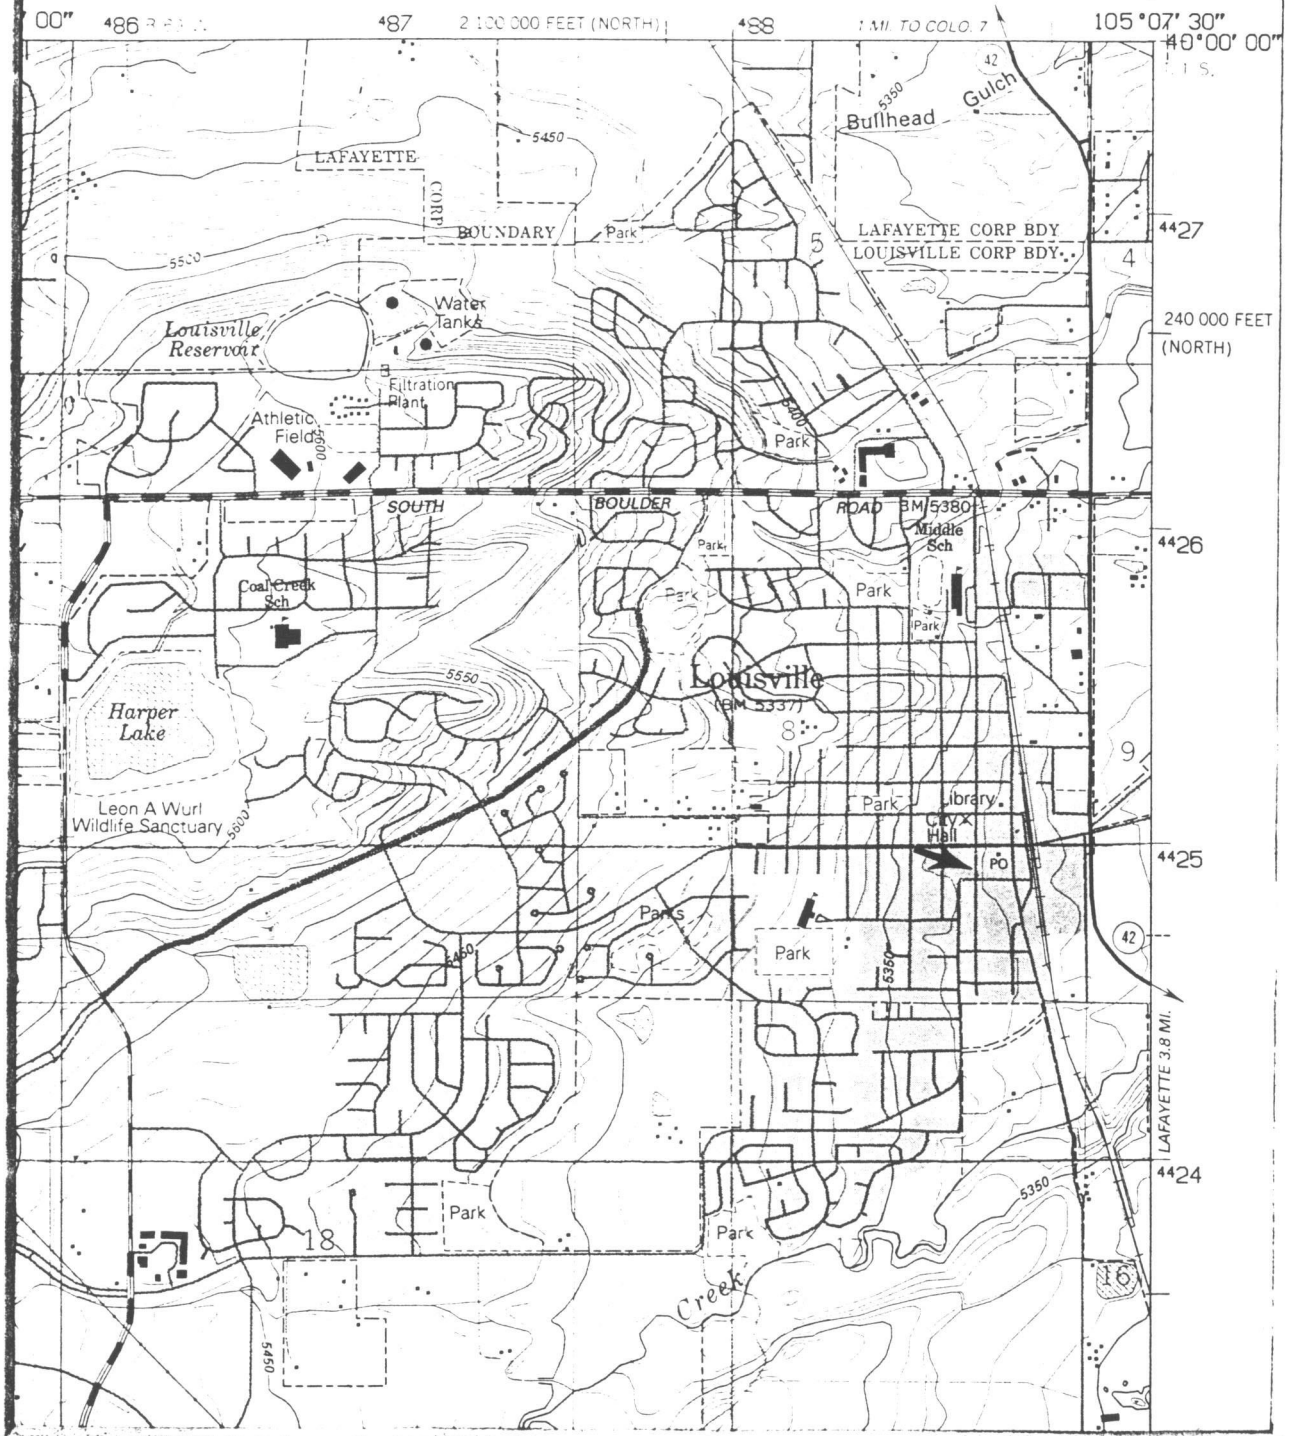 00"
486
487
2 100 000 FEET (NORTH)
488
1 MI. TO COLO. 7
105°07' 30"
40°00' 00"
42
Gulch
5350
Bullhead
5450
LAFAYETTE
CORP
BOUNDARY
Park
LAFAYETTE CORP BDY
LOUISVILLE CORP BDY
5
4
4427
5500
Water
Tanks
Louisville
Reservoir
240 000 FEET
(NORTH)
Filtration
Plant
Athletic
Field
5600
5400
Park
SOUTH
BOULDER
ROAD
BM 5380
Middle
Sch
4426
Park
Coal Creek
Sch
Park
Park
Park
5550
Louisville
(BM 5337)
Harper
Lake
7
8
9
Leon A Wurl
Wildlife Sanctuary
5600
Park
Library
City
Hall
PO
4425
Parks
Park
5450
5350
42
LAFAYETTE 3.8 MI.
4424
5350
Park
Park
18
16
Creek
5450